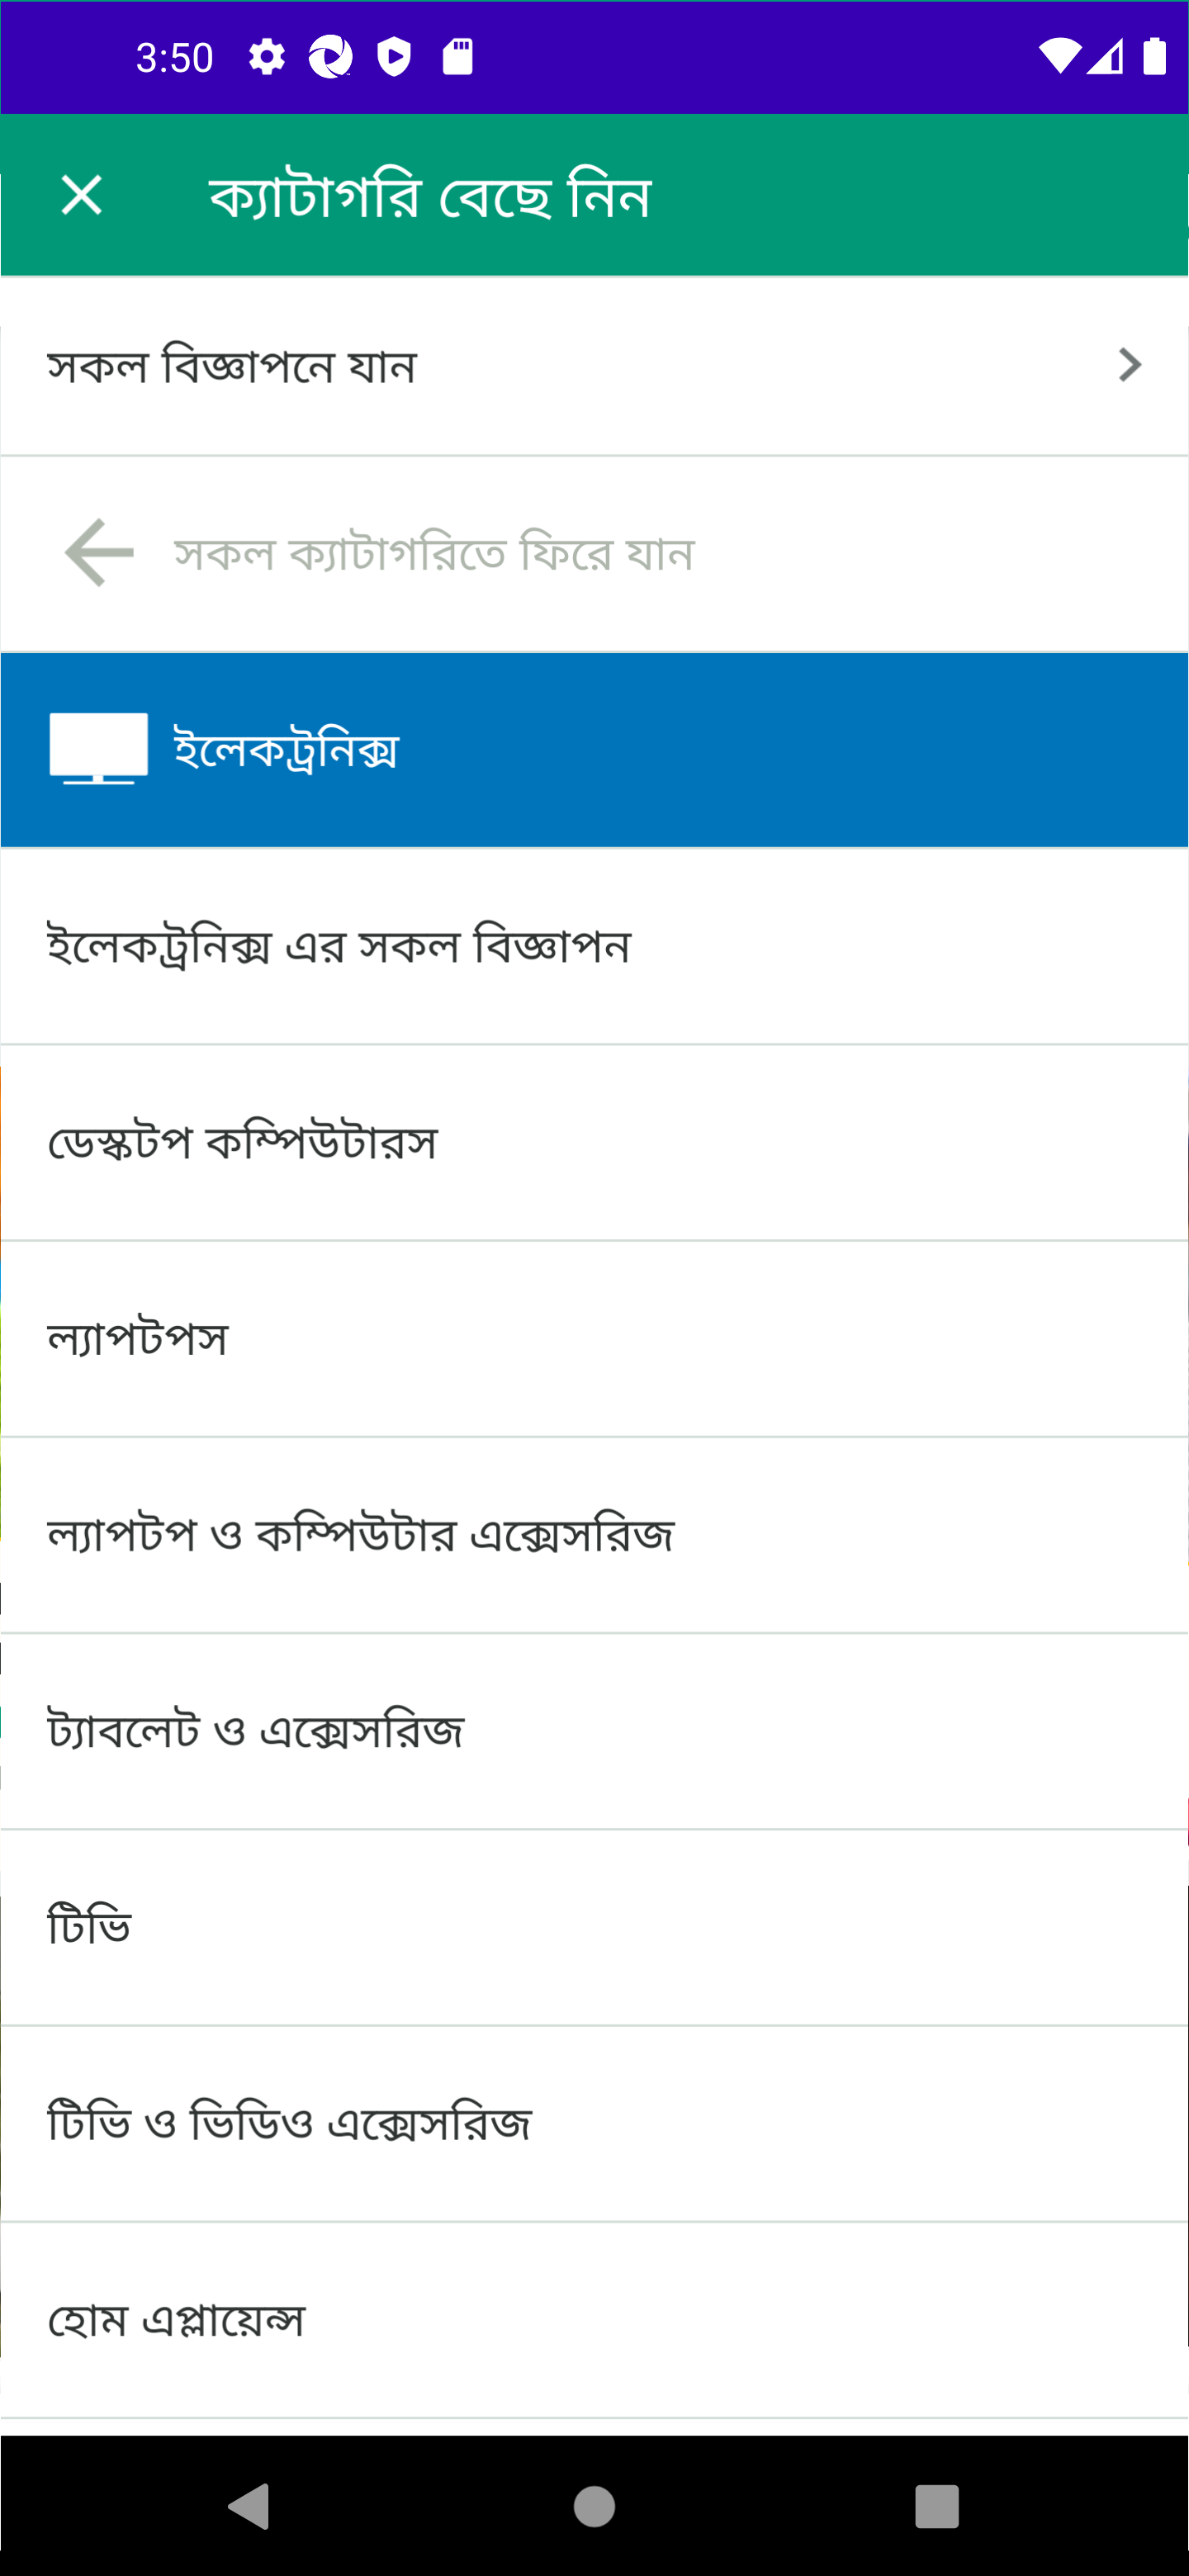 3:50
ক্যাটাগরি বেছে নিন
সকল বিজ্ঞাপনে যান
সকল ক্যাটাগরিতে ফিরে যান
ইলেকট্রনিক্স
ইলেকট্রনিক্স এর সকল বিজ্ঞাপন
ডেস্কটপ কম্পিউটারস
ল্যাপটপস
ল্যাপটপ ও কম্পিউটার এক্সেসরিজ
ট্যাবলেট ও এক্সেসরিজ
টিভি
টিভি ও ভিডিও এক্সেসরিজ
হোম এপ্লায়েন্স